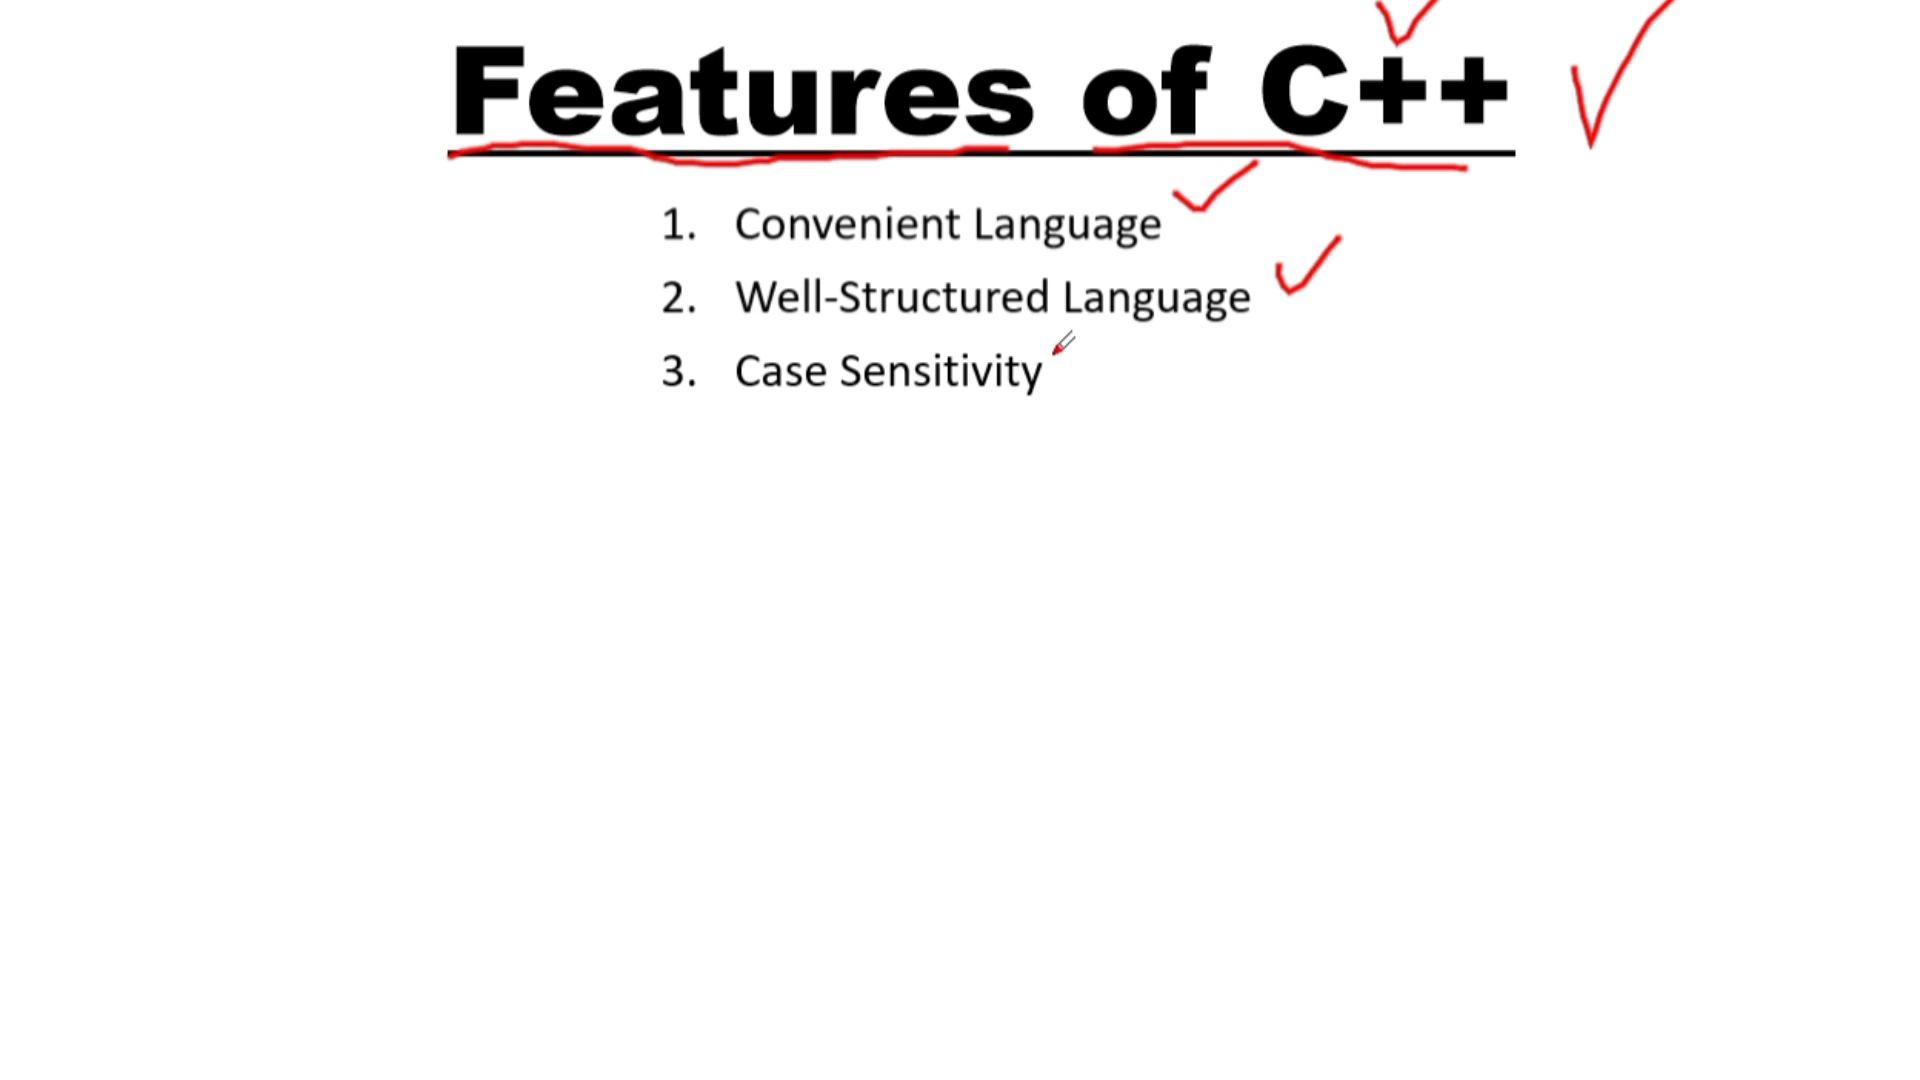 Features of C++
1. Convenient Language
2. Well-Structured Language
3. Case Sensitivity